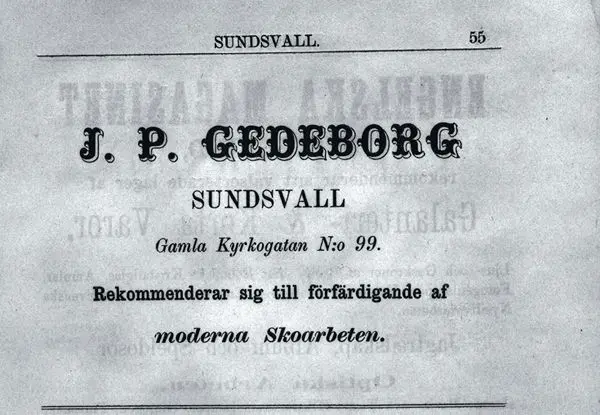 SUNDSVALL. 55
J. P. GEDEBORG
SUNDSVALL
Gamla Kyrkogatan N:o 99.
Rekommenderar sig till förfärdigande af
moderna Skoarbeten.